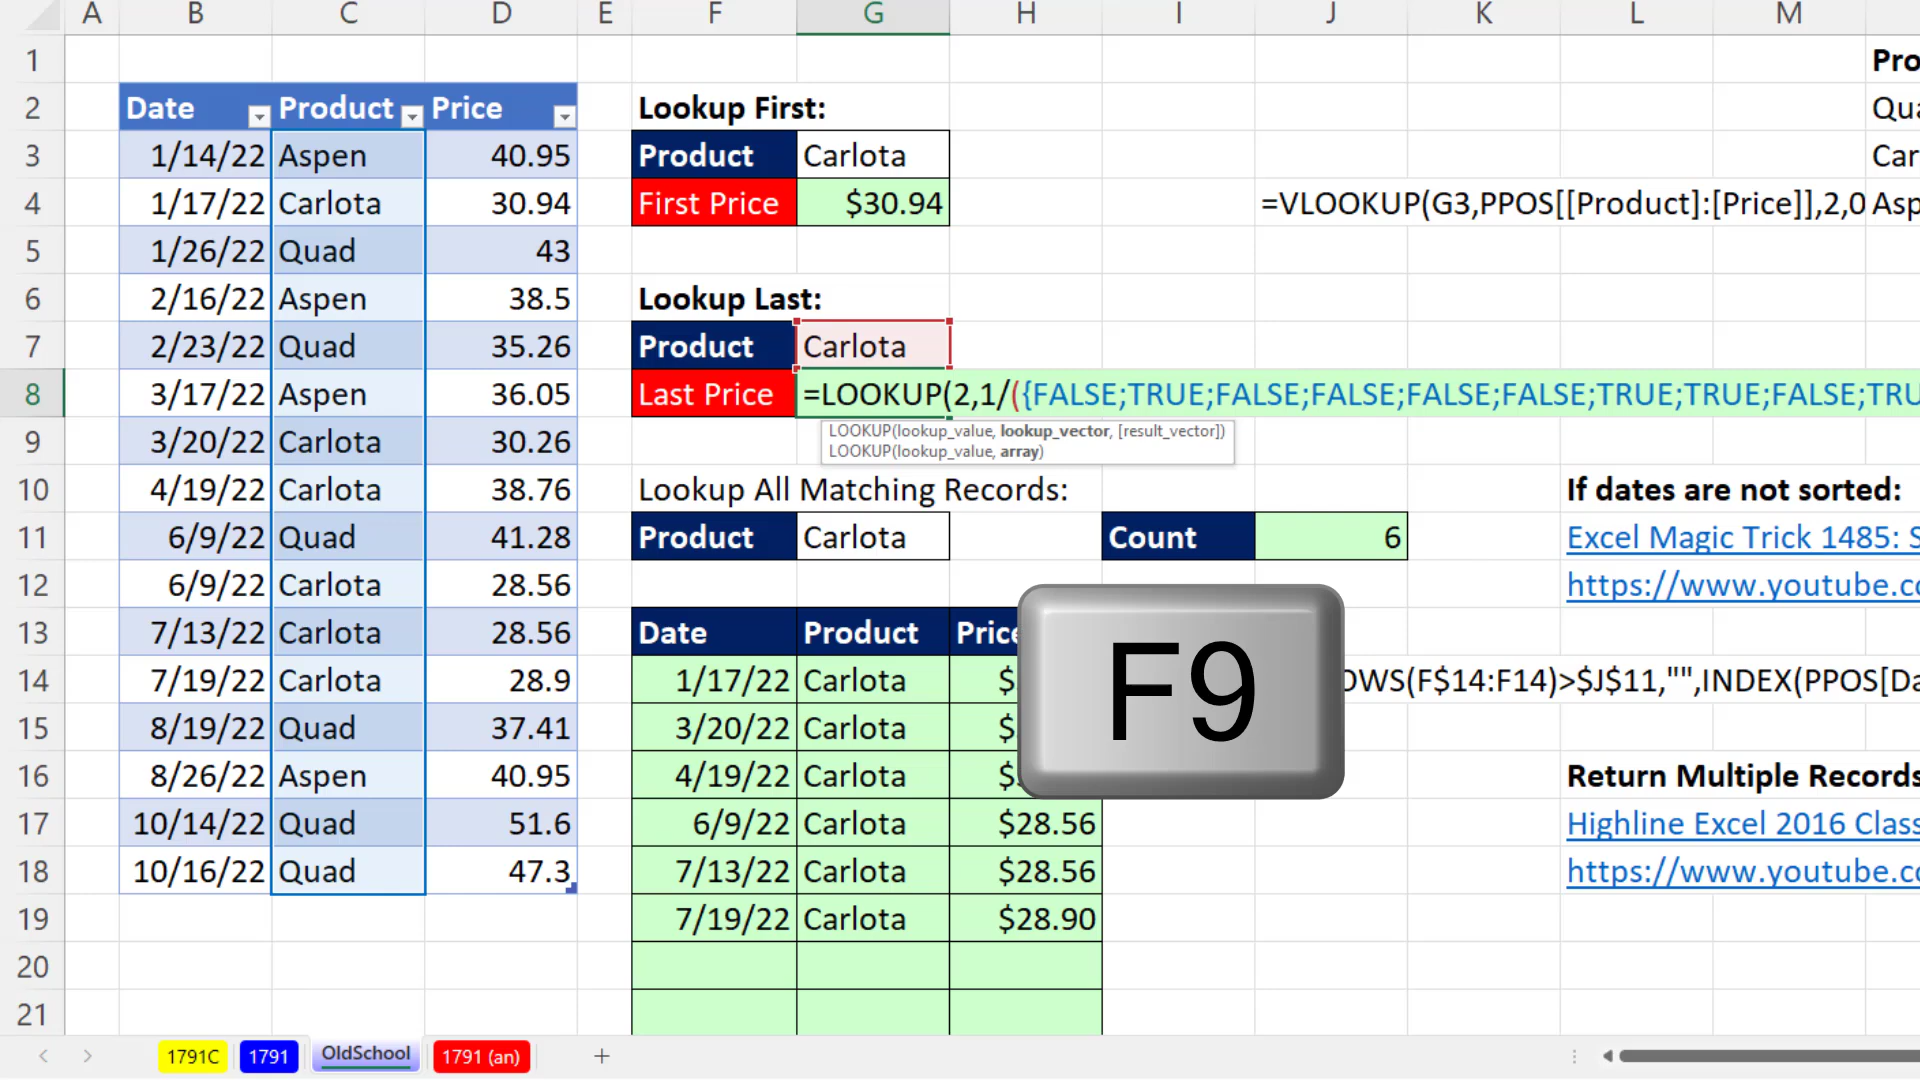 A B C D E F G H I J K L M
1 Pro
2 Date Product Price Lookup First: Qua
3 1/14/22 Aspen 40.95 Product Carlota Car
4 1/17/22 Carlota 30.94 First Price $30.94 =VLOOKUP(G3,PPOS[[Product]:[Price]],2,0 Asp
5 1/26/22 Quad 43
6 2/16/22 Aspen 38.5 Lookup Last:
7 2/23/22 Quad 35.26 Product Carlota
8 3/17/22 Aspen 36.05 Last Price =LOOKUP(2,1/({FALSE;TRUE;FALSE;FALSE;FALSE;FALSE;TRUE;TRUE;FALSE;TRU
LOOKUP(lookup_value, lookup_vector, [result_vector])
9 3/20/22 Carlota 30.26
LOOKUP(lookup_value, array)
10 4/19/22 Carlota 38.76 Lookup All Matching Records: If dates are not sorted:
11 6/9/22 Quad 41.28 Product Carlota Count 6 Excel Magic Trick 1485: S
12 6/9/22 Carlota 28.56 https://www.youtube.co
13 7/13/22 Carlota 28.56 Date Product Price
14 7/19/22 Carlota 28.9 1/17/22 Carlota $ F9 OWS(F$14:F14)>$J$11,"",INDEX(PPOS[Da
15 8/19/22 Quad 37.41 3/20/22 Carlota $
16 8/26/22 Aspen 40.95 4/19/22 Carlota $ Return Multiple Records
17 10/14/22 Quad 51.6 6/9/22 Carlota $28.56 Highline Excel 2016 Class
18 10/16/22 Quad 47.3 7/13/22 Carlota $28.56 https://www.youtube.co
19 7/19/22 Carlota $28.90
20
21
1791C 1791 OldSchool 1791 (an) +